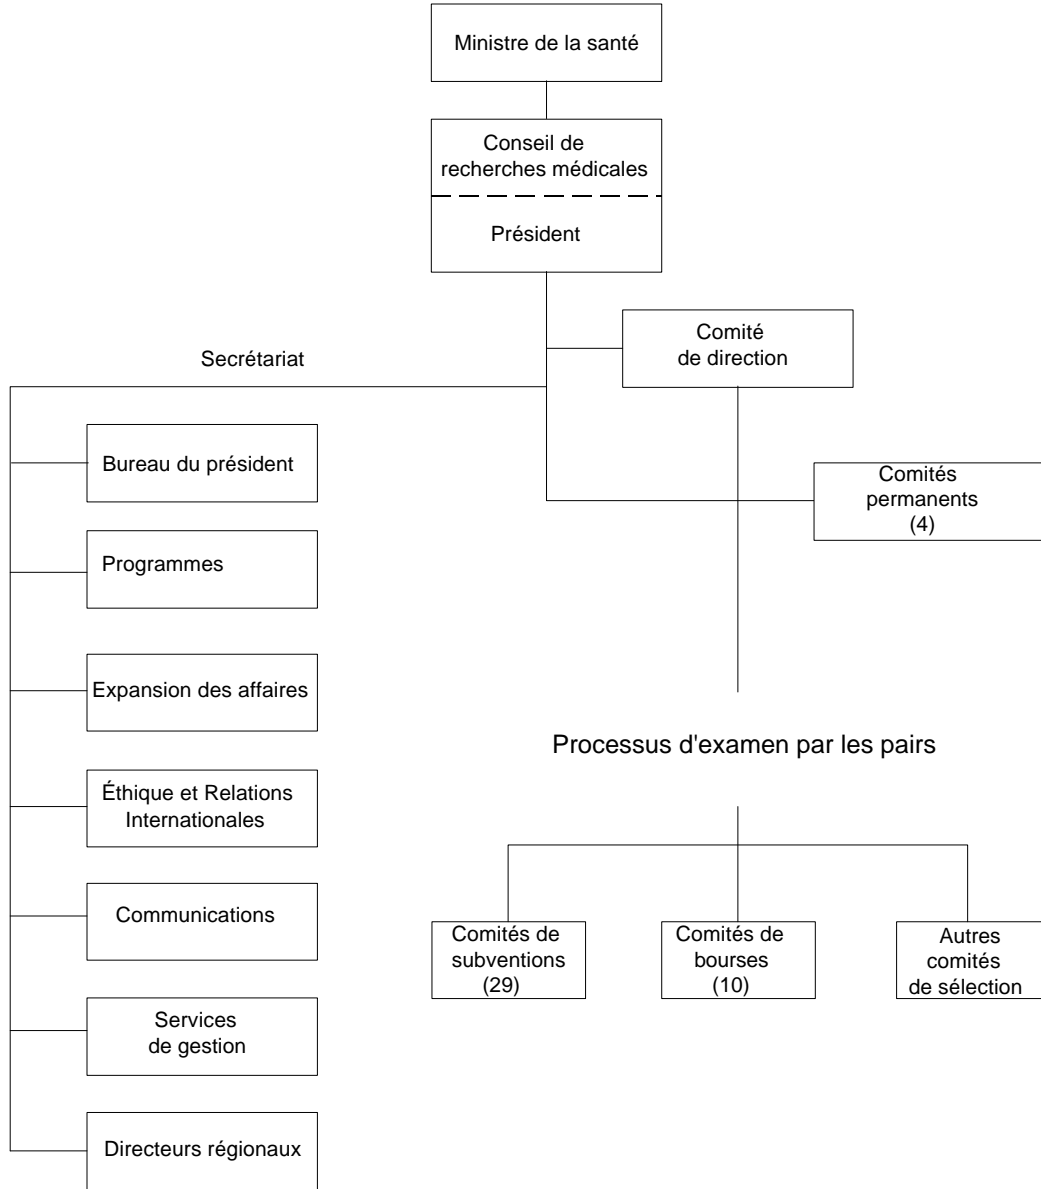 Ministre de la santé
Conseil de
recherches médicales
Président
Comité
de direction
Secrétariat
Bureau du président
Comités
permanents
(4)
Programmes
Expansion des affaires
Processus d'examen par les pairs
Éthique et Relations
Internationales
Communications
Comités de
subventions
(29)
Comités de
bourses
(10)
Autres
comités
de sélection
Services
de gestion
Directeurs régionaux